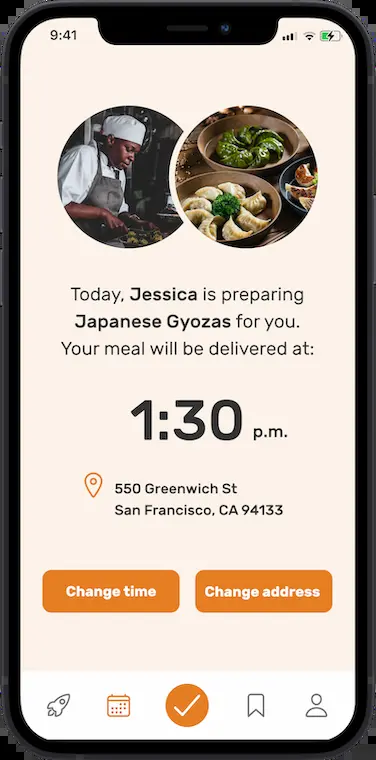 9:41
Today, Jessica is preparing
Japanese Gyozas for you.
Your meal will be delivered at:
1:30 p.m.
550 Greenwich St
San Francisco, CA 94133
Change time
Change address